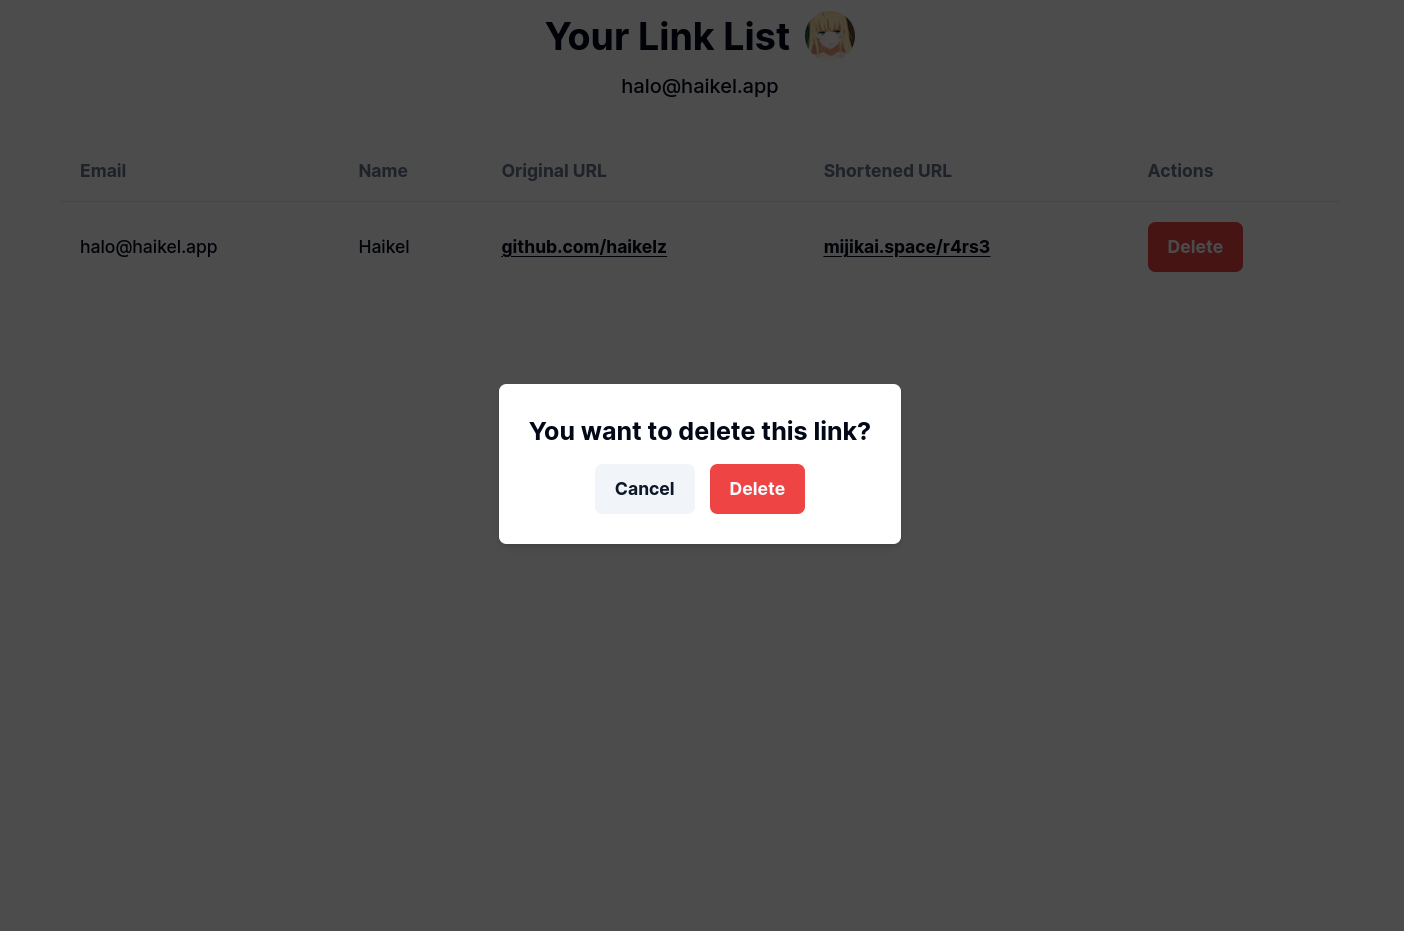 Your Link List
halo@haikel.app
Email Name Original URL Shortened URL Actions
halo@haikel.app Haikel github.com/haikelz mijikai.space/r4rs3 Delete
You want to delete this link?
Cancel Delete